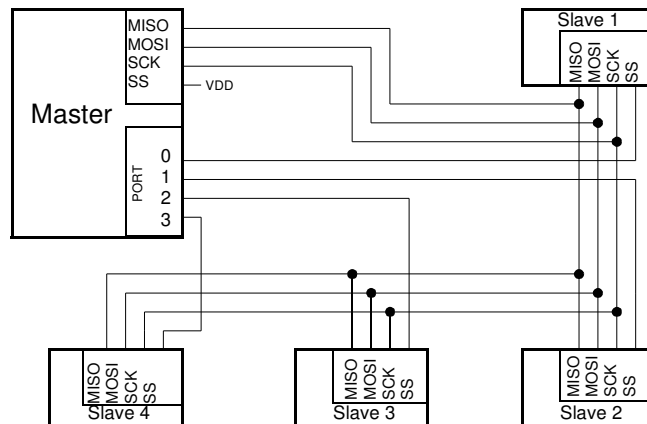 MISO
MOSI
SCK
SS
VDD
Master
PORT
0
1
2
3
Slave 1
MISO
MOSI
SCK
SS
MISO
MOSI
SCK
SS
Slave 4
MISO
MOSI
SCK
SS
Slave 3
MISO
MOSI
SCK
SS
Slave 2